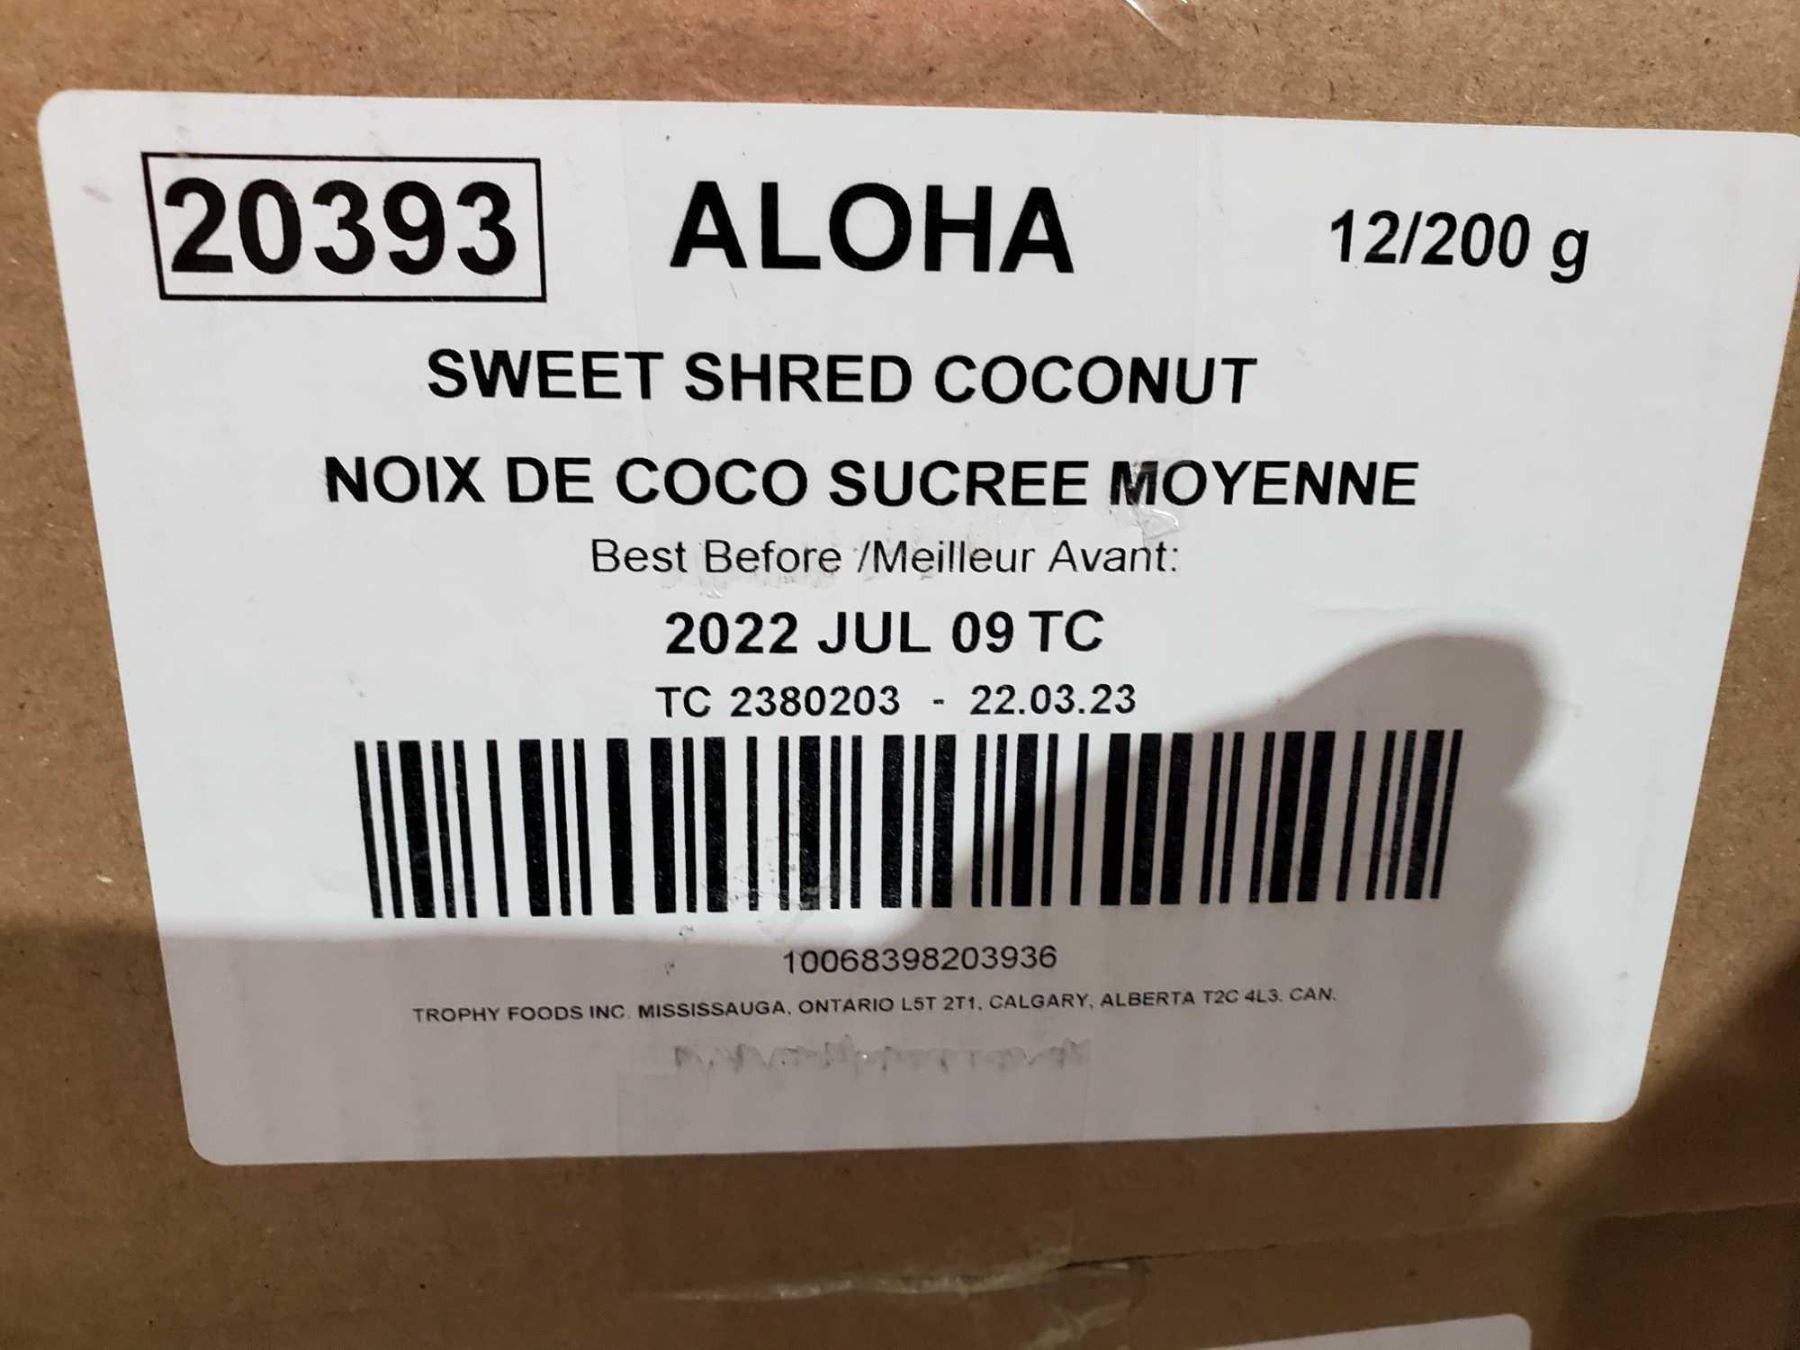 20393 ALOHA 12/200 g
SWEET SHRED COCONUT
NOIX DE COCO SUCREE MOYENNE
Best Before /Meilleur Avant:
2022 JUL 09 TC
TC 2380203 - 22.03.23
10068398203936
TROPHY FOODS INC. MISSISSAUGA, ONTARIO L5T 2T1, CALGARY, ALBERTA T2C 4L3. CAN.